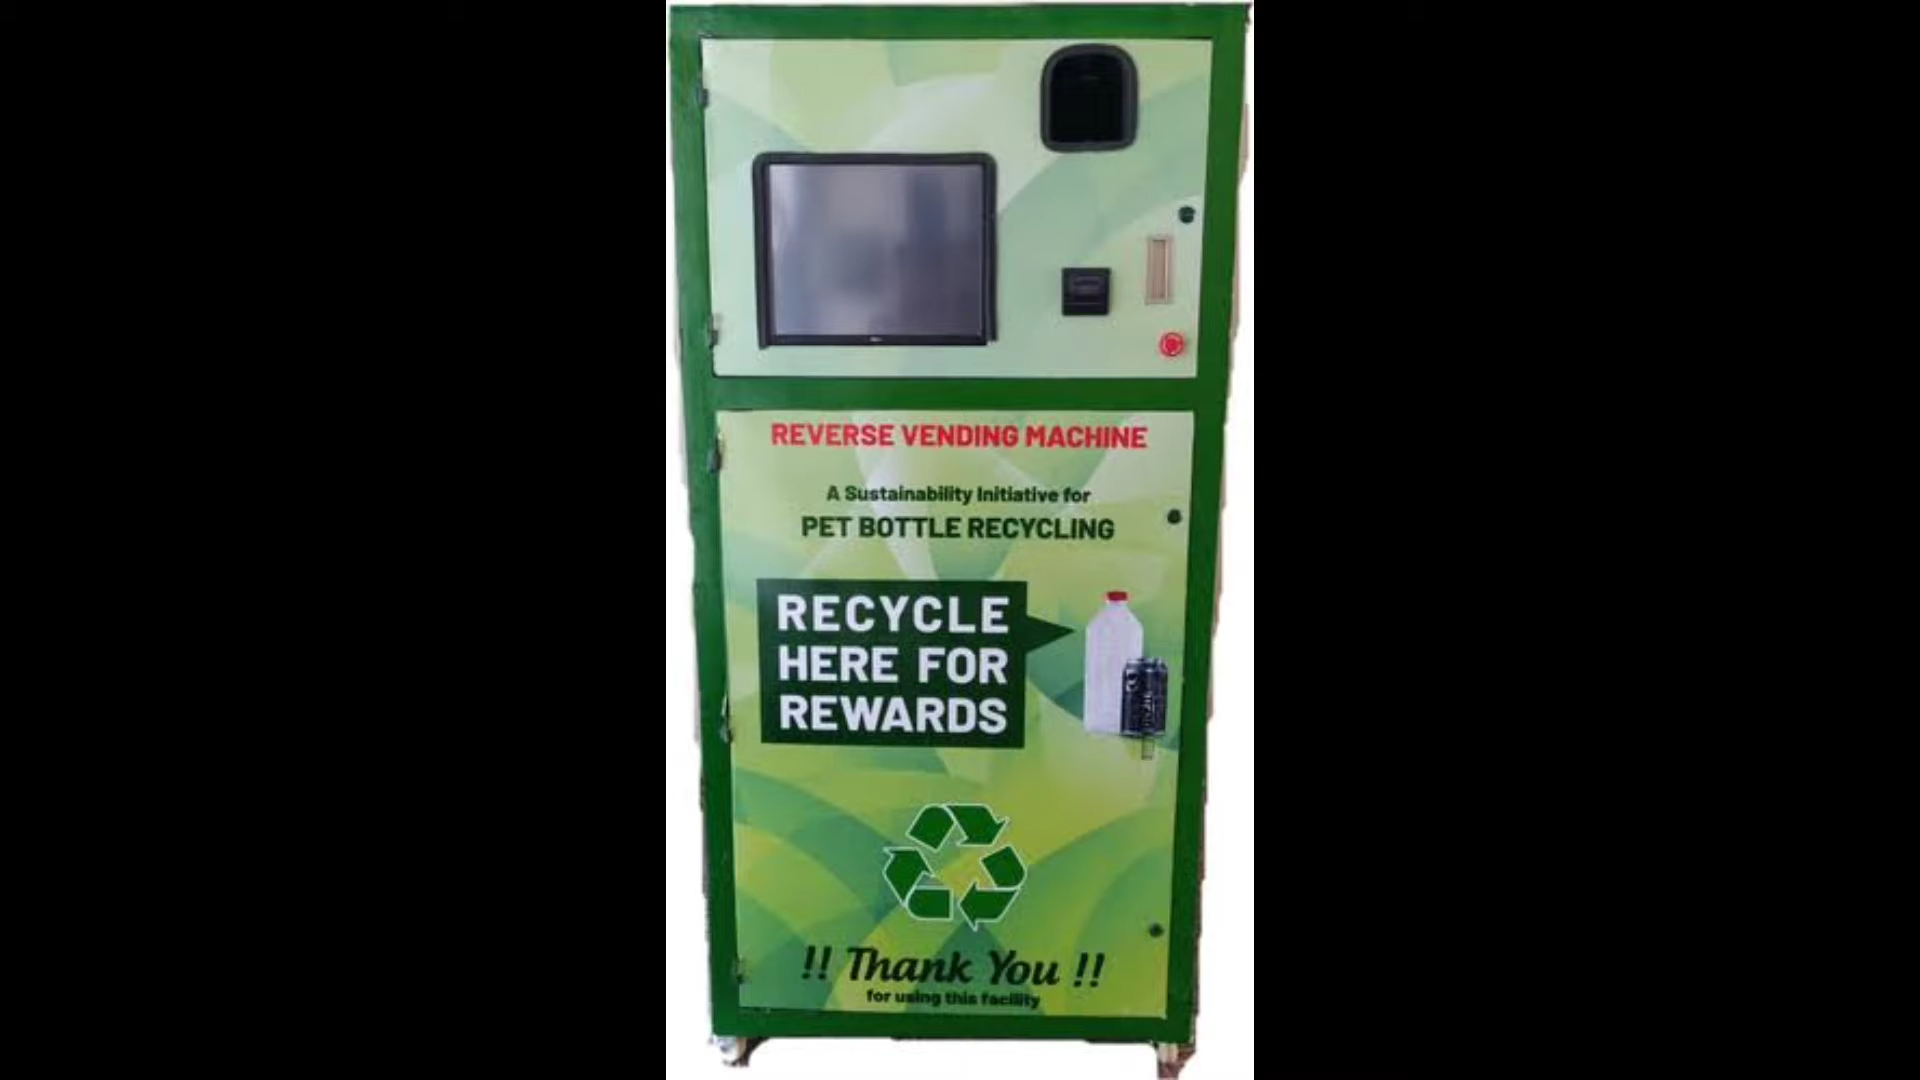 REVERSE VENDING MACHINE
A Sustainability Initiative for
PET BOTTLE RECYCLING
RECYCLE
HERE FOR
REWARDS
!! Thank You !!
for using this facility